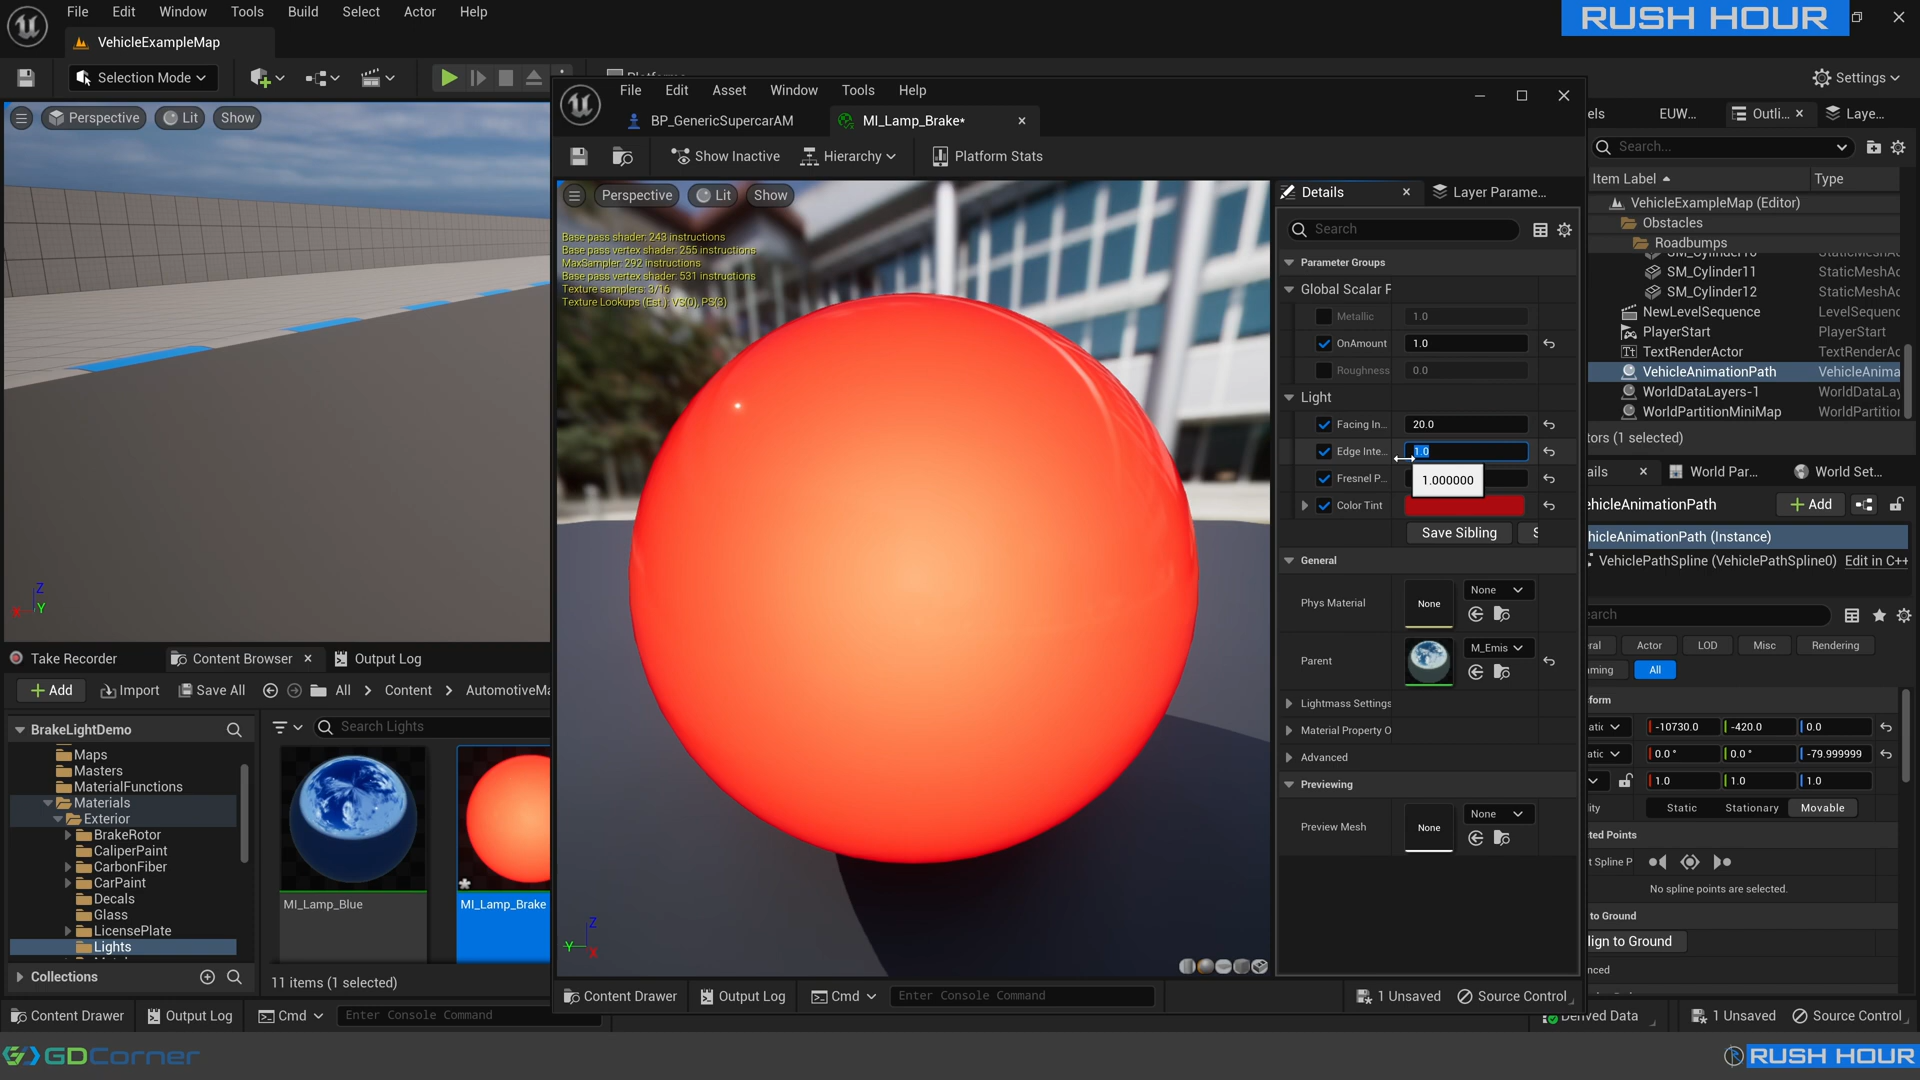 File Edit Window Tools Build Select Actor Help
RUSH HOUR
VehicleExampleMap
Selection Mode
Settings
Perspective Lit Show
File Edit Asset Window Tools Help
BP_GenericSupercarAM
MI_Lamp_Brake*
Show Inactive Hierarchy Platform Stats
Perspective Lit Show
Base pass shader: 243 instructions
Base pass vertex shader: 255 instructions
MaxSampler: 292 instructions
Base pass vertex shader: 531 instructions
Texture samplers: 3/16
Texture Lookups (Est.): VS(0), PS(3)
Z
Y
X
Details
Layer Parame...
Search
Parameter Groups
Global Scalar P
Metallic 1.0
OnAmount 1.0
Roughness 0.0
Light
Facing In... 20.0
Edge Inte... 1.0
Fresnel P...
1.000000
Color Tint
Save Sibling S
General
Phys Material None None
Parent M_Emis
Lightmass Settings
Material Property O
Advanced
Previewing
Preview Mesh None None
Content Drawer Output Log Cmd Enter Console Command
1 Unsaved Source Control
els EUW... Outli... Laye...
Search...
Item Label Type
VehicleExampleMap (Editor)
Obstacles
Roadbumps
SM_Cylinder10 StaticMeshAc
SM_Cylinder11 StaticMeshAc
SM_Cylinder12 StaticMeshAc
NewLevelSequence LevelSequenc
PlayerStart PlayerStart
TextRenderActor TextRenderAc
VehicleAnimationPath VehicleAnima
WorldDataLayers-1 WorldDataLay
WorldPartitionMiniMap WorldPartition
tors (1 selected)
ails World Par... World Set...
ehicleAnimationPath Add
hicleAnimationPath (Instance)
VehiclePathSpline (VehiclePathSpline0) Edit in C++
earch
eral Actor LOD Misc Rendering
aming All
form
atic -10730.0 -420.0 0.0
atic 0.0° 0.0° -79.999999
1.0 1.0 1.0
ity Static Stationary Movable
cted Points
t Spline P
No spline points are selected.
to Ground
lign to Ground
nced
Z
Y
Take Recorder Content Browser Output Log
Add Import Save All All Content AutomotiveMa
BrakeLightDemo
Search Lights
Maps
Masters
MaterialFunctions
Materials
Exterior
BrakeRotor
CaliperPaint
CarbonFiber
CarPaint
Decals
Glass
LicensePlate
Lights
MI_Lamp_Blue
MI_Lamp_Brake
Collections
11 items (1 selected)
Content Drawer Output Log Cmd Enter Console Command
Derived Data 1 Unsaved Source Control
GDCorner
RUSH HOUR